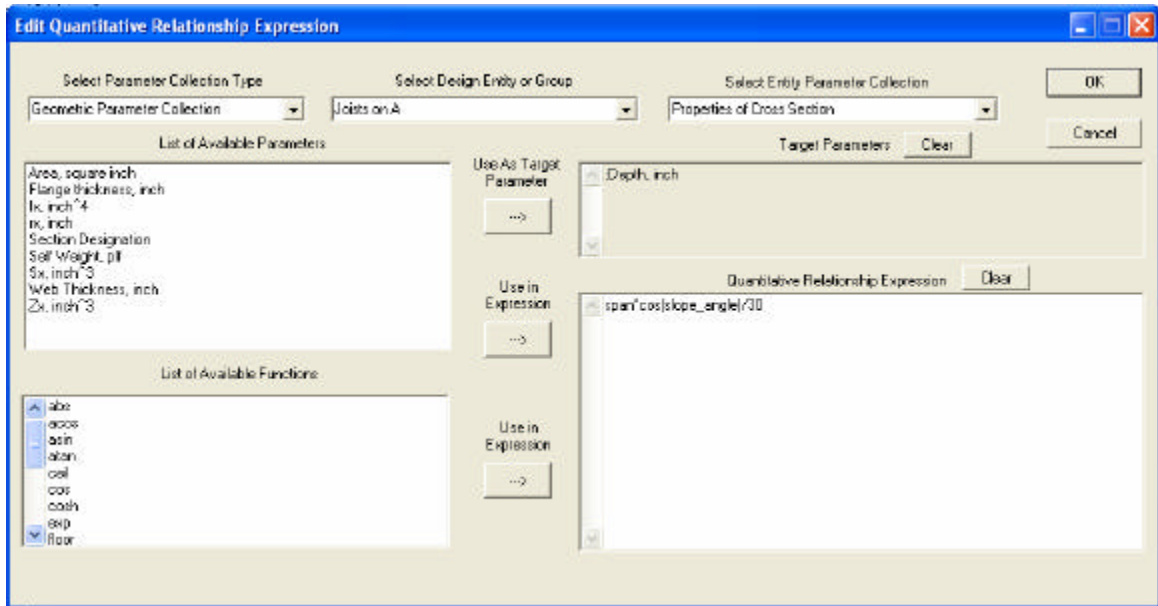 Edit Quantitative Relationship Expression
Select Parameter Collection Type
Select Design Entity or Group
Select Entity Parameter Collection
OK
Geometric Parameter Collection
Joists on A
Properties of Cross Section
Cancel
List of Available Parameters
Target Parameters
Clear
Area, square inch
Flange thickness, inch
Ix, inch^4
rx, inch
Section Designation
Self Weight, plf
Sx, inch^3
Web Thickness, inch
Zx, inch^3
Use As Target
Parameter
--->
:Depth, inch
Quantitative Relationship Expression
Clear
Use in
Expression
--->
span*cos(slope_angle)/30
List of Available Functions
abs
acos
asin
atan
ceil
cos
cosh
exp
floor
Use in
Expression
--->